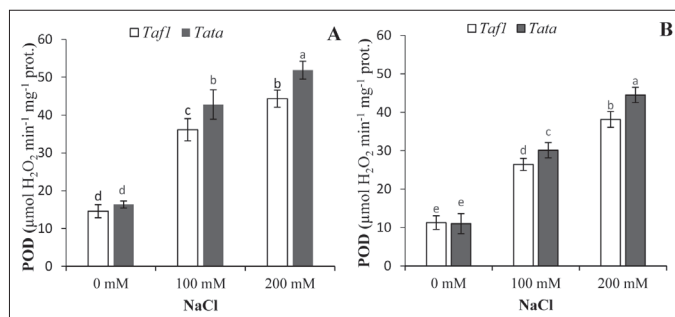 Taf1 Tata
A
POD (μmol H₂O₂ min⁻¹ mg⁻¹ prot.)
60
50
40
30
20
10
0
d d
c b
b a
0 mM 100 mM 200 mM
NaCl
Taf1 Tata
B
POD (μmol H₂O₂ min⁻¹ mg⁻¹ prot.)
60
50
40
30
20
10
0
e e
d c
b a
0 mM 100 mM 200 mM
NaCl